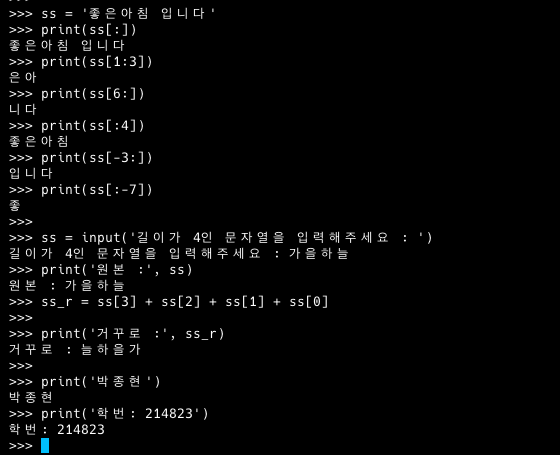 >>> ss = '좋은아침 입니다'
>>> print(ss[:])
좋은아침 입니다
>>> print(ss[1:3])
은아
>>> print(ss[6:])
니다
>>> print(ss[:4])
좋은아침
>>> print(ss[-3:])
입니다
>>> print(ss[:-7])
좋
>>>
>>> ss = input('길이가 4인 문자열을 입력해주세요 : ')
길이가 4인 문자열을 입력해주세요 : 가을하늘
>>> print('원본 :', ss)
원본 : 가을하늘
>>> ss_r = ss[3] + ss[2] + ss[1] + ss[0]
>>>
>>> print('거꾸로 :', ss_r)
거꾸로 : 늘하을가
>>>
>>> print('박종현')
박종현
>>> print('학번: 214823')
학번: 214823
>>>